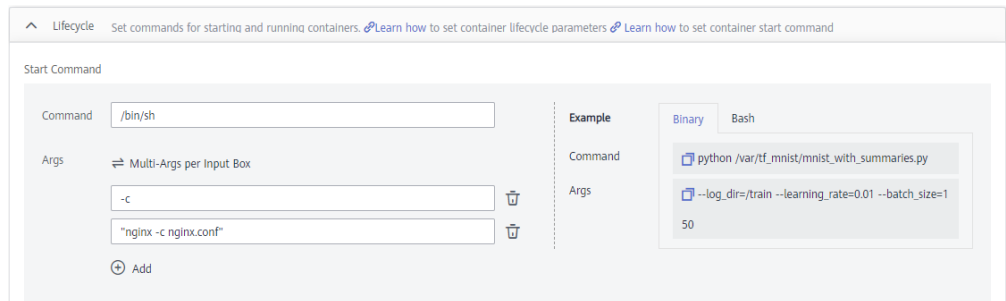 Lifecycle Set commands for starting and running containers. Learn how to set container lifecycle parameters Learn how to set container start command
Start Command
Command /bin/sh
Args Multi-Args per Input Box
-c
"nginx -c nginx.conf"
Add
Example Binary Bash
Command python /var/tf_mnist/mnist_with_summaries.py
Args --log_dir=/train --learning_rate=0.01 --batch_size=1
50